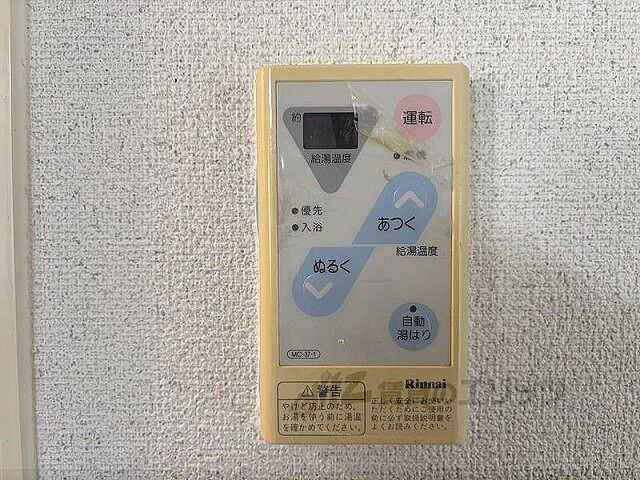 約
運転
給湯温度
優先
入浴
あつく
給湯温度
ぬるく
自動
湯はり
MC-37-1
Rinnai
⚠警告
やけど防止のため、
お湯を使う前に湯温
を確かめてください。
正しく安全にお使いい
ただくためにご使用の
前に必ず取扱説明書を
よくお読みください。